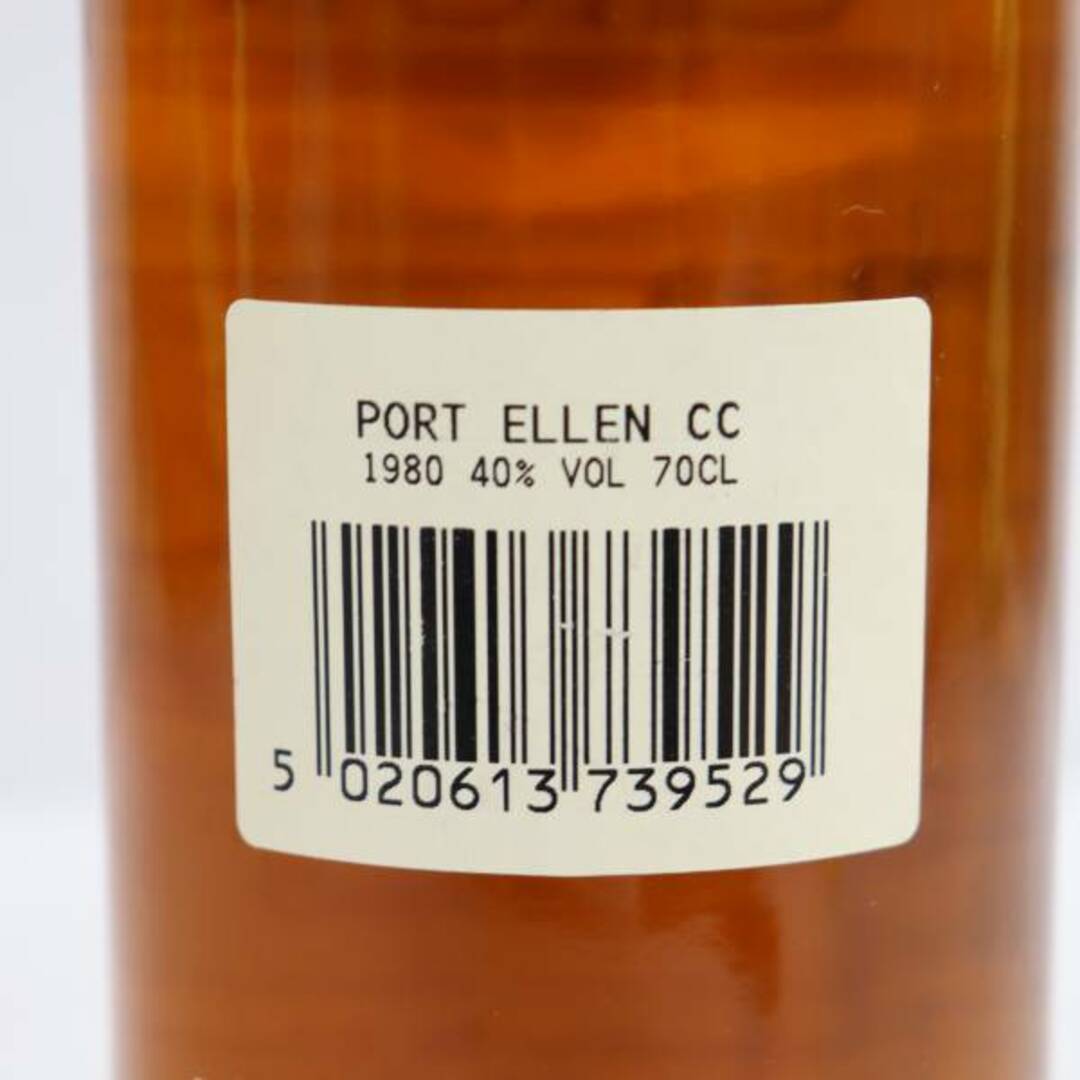 PORT ELLEN CC
1980 40% VOL 70CL
5 020613 739529